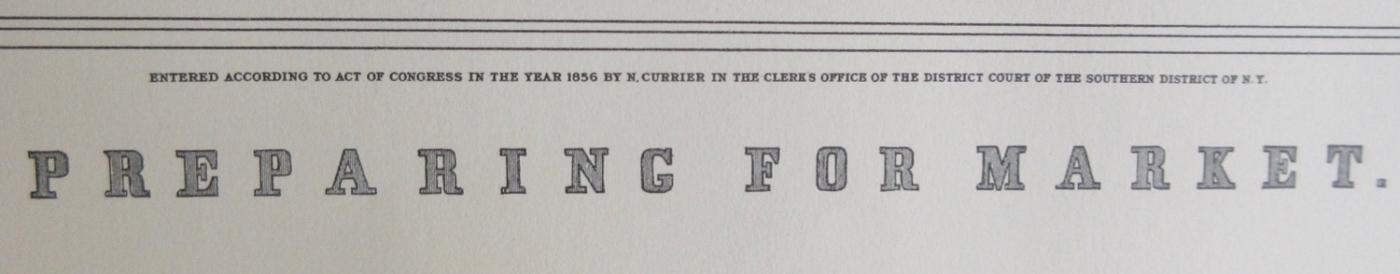 ENTERED ACCORDING TO ACT OF CONGRESS IN THE YEAR 1856 BY N. CURRIER IN THE CLERKS OFFICE OF THE DISTRICT COURT OF THE SOUTHERN DISTRICT OF N.Y.
PREPARING FOR MARKET.